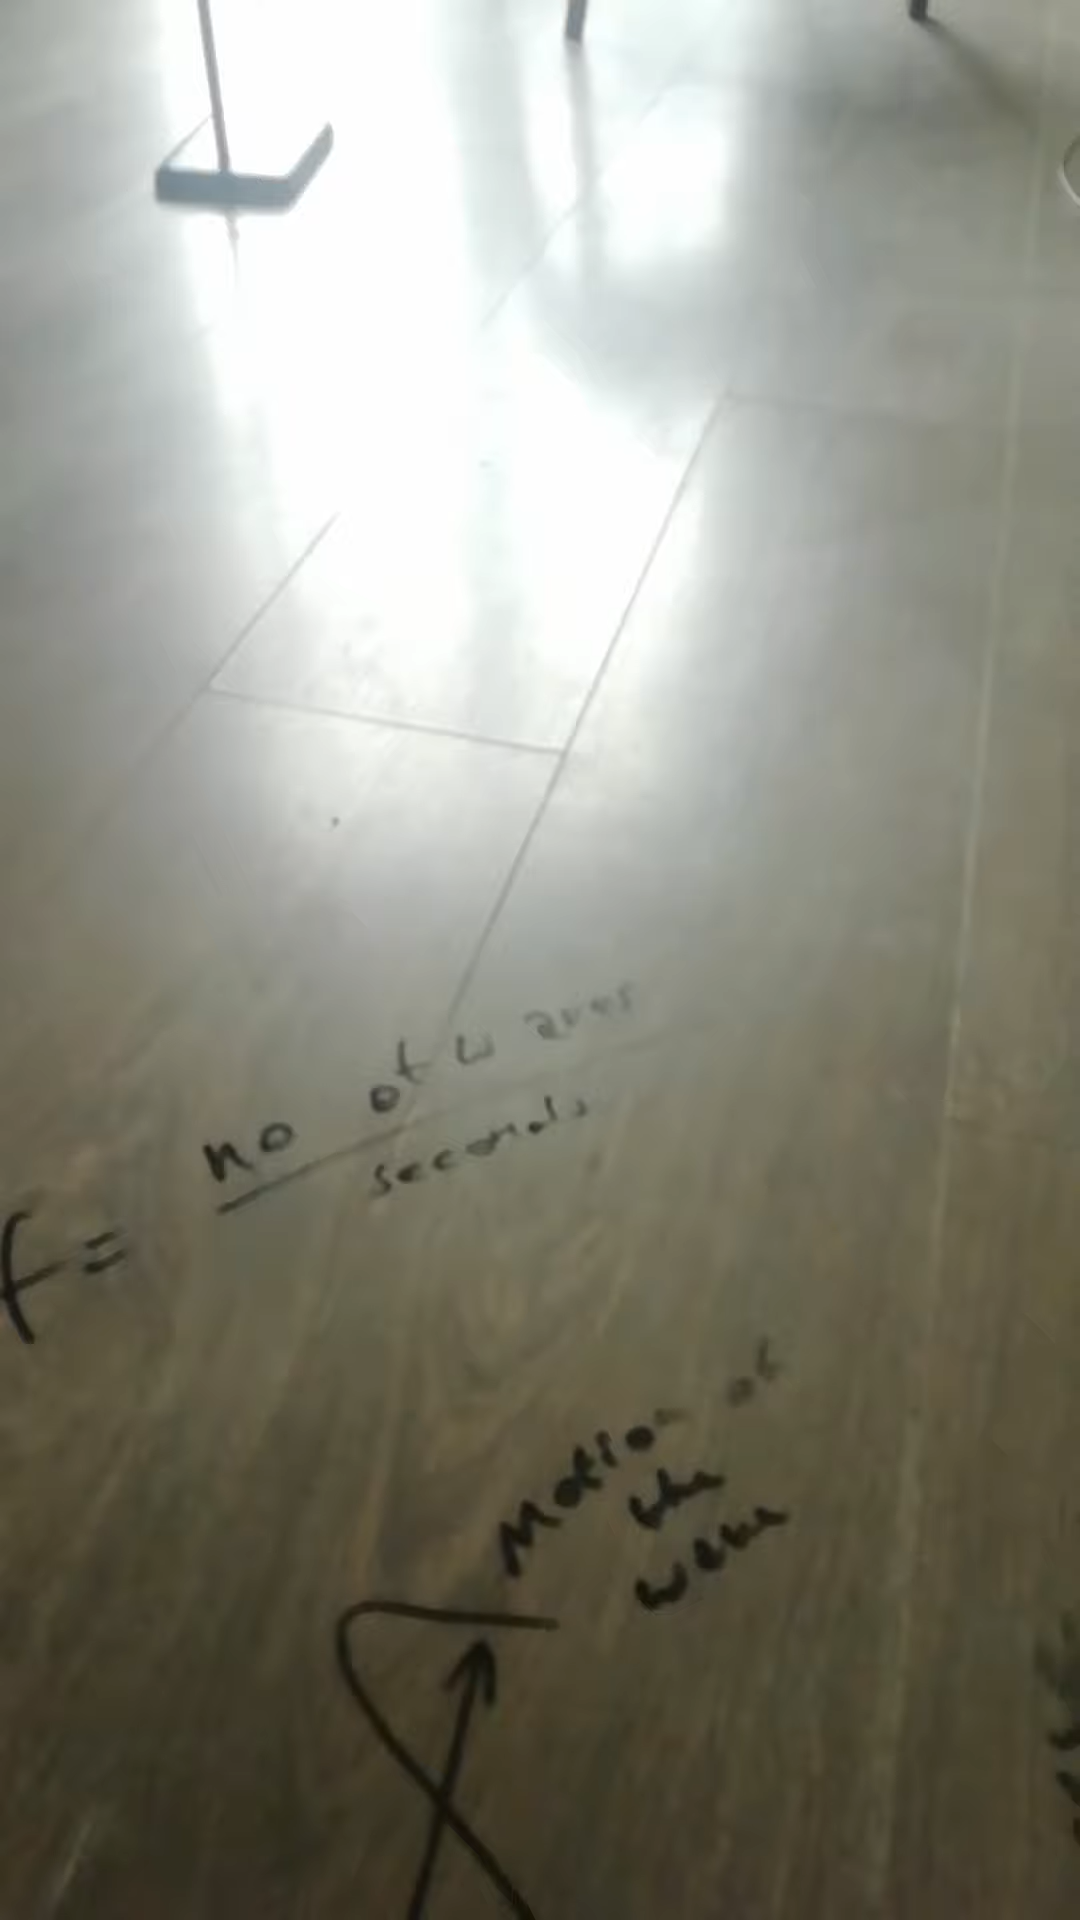 f = no of waves
seconds
Motion of
the
wave